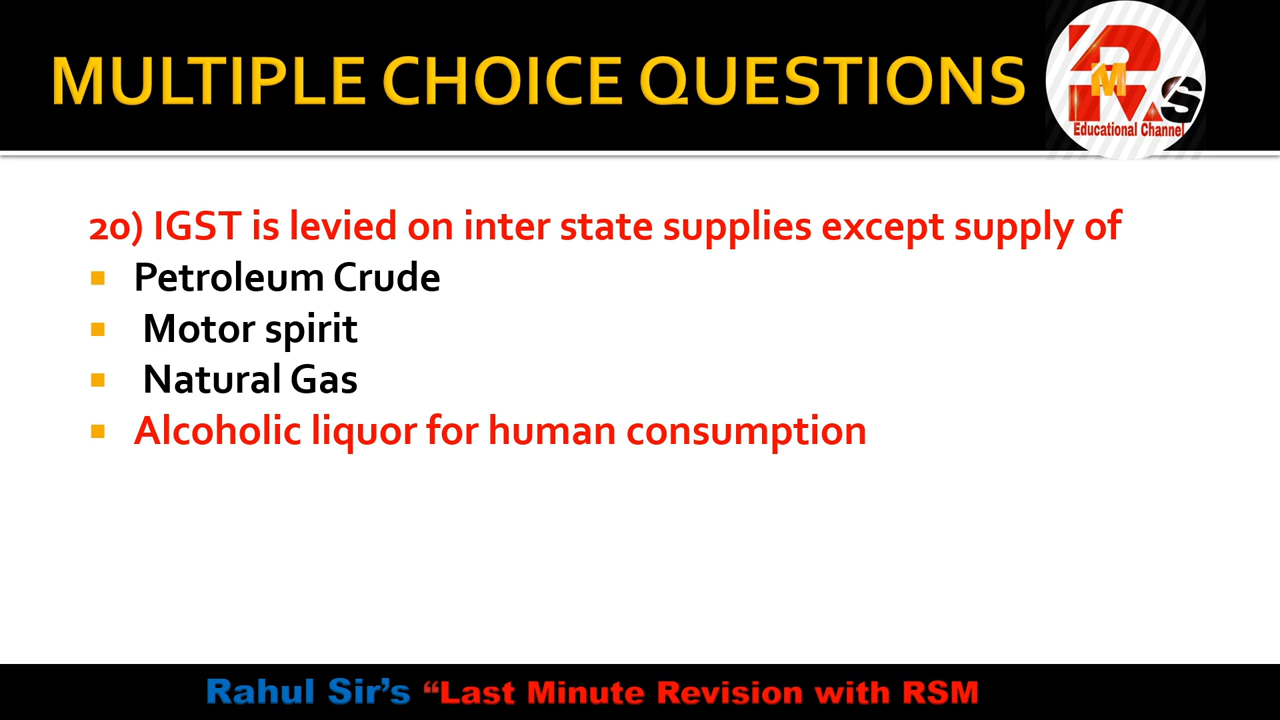 MULTIPLE CHOICE QUESTIONS
RMS
Educational Channel
20) IGST is levied on inter state supplies except supply of
Petroleum Crude
Motor spirit
Natural Gas
Alcoholic liquor for human consumption
Rahul Sir’s “Last Minute Revision with RSM